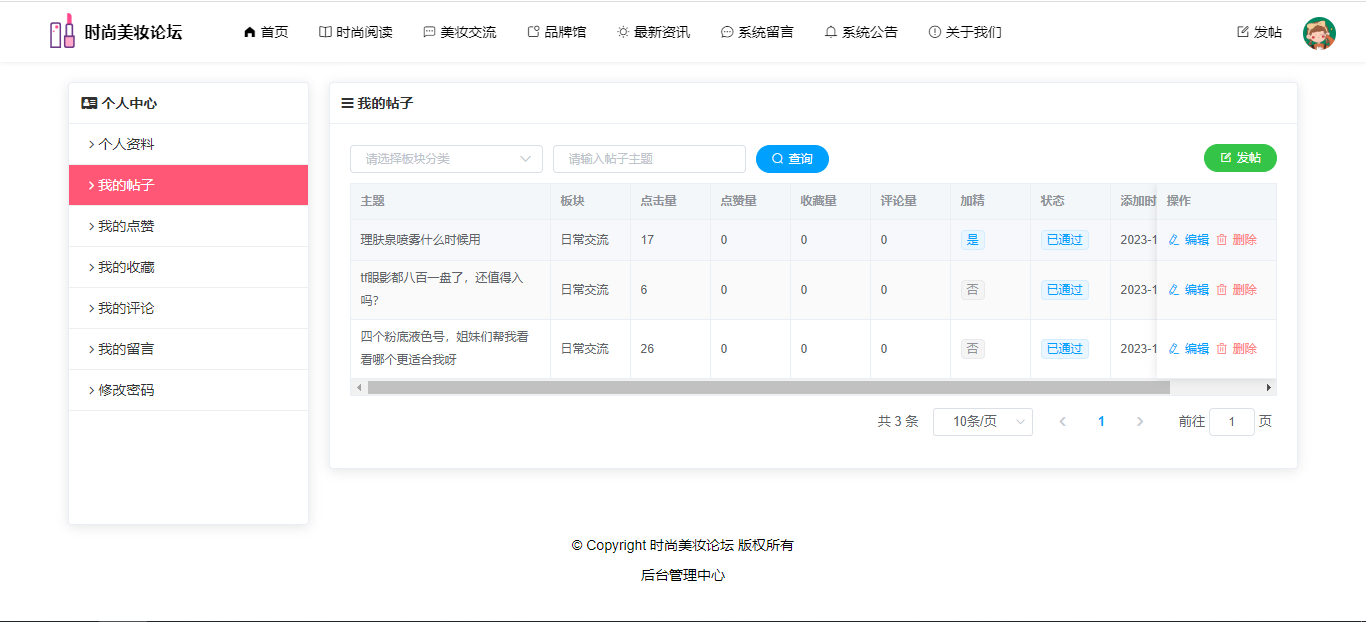 时尚美妆论坛 首页 时尚阅读 美妆交流 品牌馆 最新资讯 系统留言 系统公告 关于我们 发帖
个人中心
个人资料
我的帖子
我的点赞
我的收藏
我的评论
我的留言
修改密码
我的帖子
请选择板块分类 请输入帖子主题 查询 发帖
主题 板块 点击量 点赞量 收藏量 评论量 加精 状态 添加时 操作
理肤泉喷雾什么时候用 日常交流 17 0 0 0 是 已通过 2023-1 编辑 删除
tf眼影都八百一盘了，还值得入
吗？ 日常交流 6 0 0 0 否 已通过 2023-1 编辑 删除
四个粉底液色号，姐妹们帮我看
看哪个更适合我呀 日常交流 26 0 0 0 否 已通过 2023-1 编辑 删除
共 3 条 10条/页 1 前往 1 页
© Copyright 时尚美妆论坛 版权所有
后台管理中心